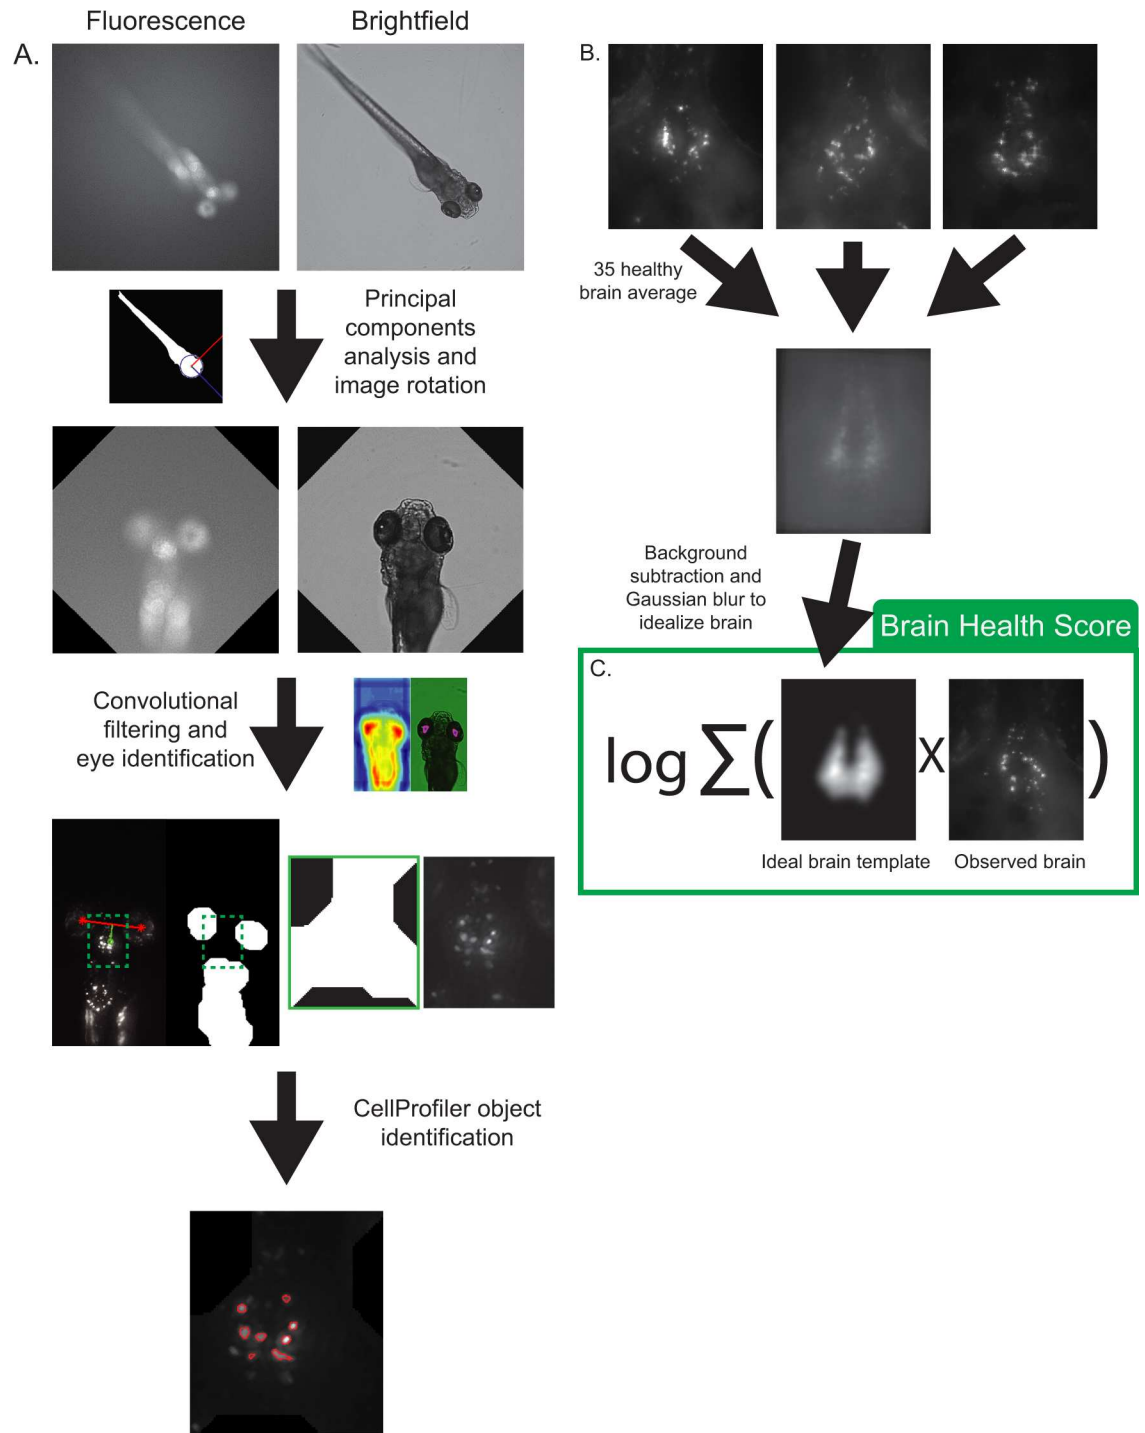 Fluorescence
Brightfield
A.
Principal
components
analysis and
image rotation
Convolutional
filtering and
eye identification
CellProfiler object
identification
B.
35 healthy
brain average
Background
subtraction and
Gaussian blur to
idealize brain
Brain Health Score
C.
log ∑( X )
Ideal brain template
Observed brain